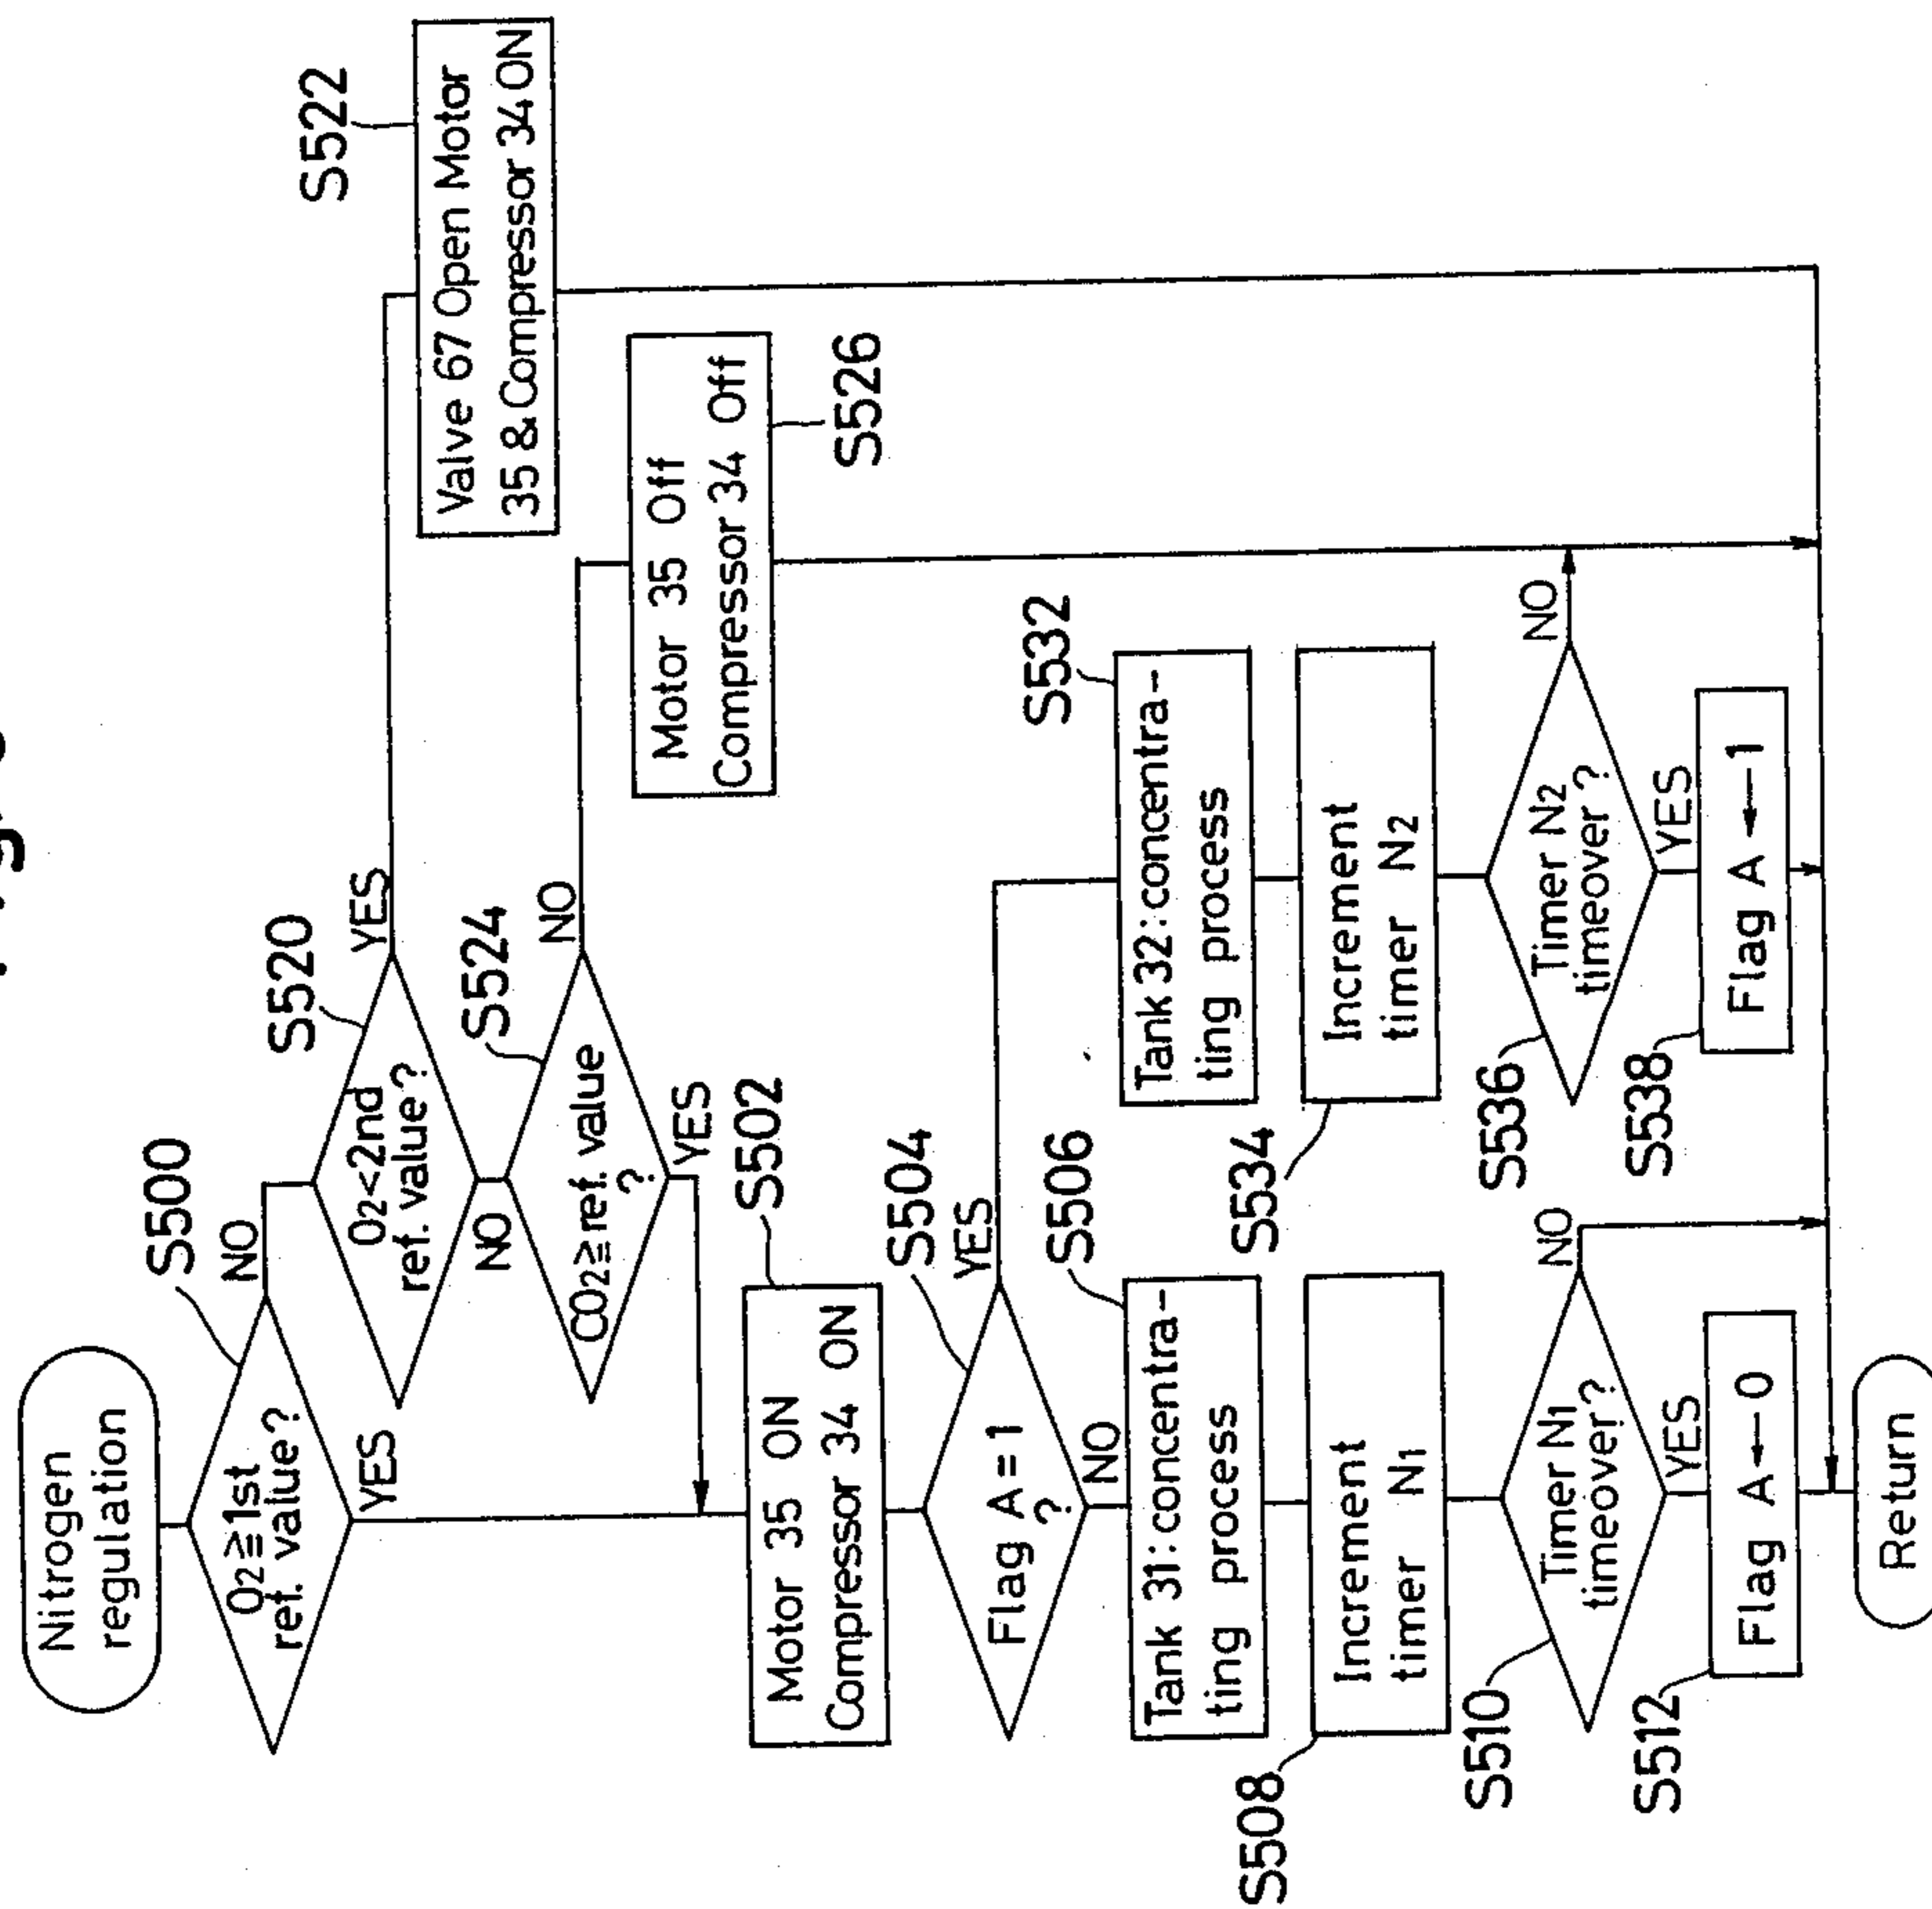 Nitrogen
regulation
S500
O2≧1st
ref. value?
NO
YES
S520
O2<2nd
ref. value?
YES
NO
S522
Valve 67 Open Motor
35 & Compressor 34 ON
S524
CO2≧ref. value
?
NO
YES
S526
Motor 35 Off
Compressor 34 Off
S502
Motor 35 ON
Compressor 34 ON
S504
Flag A=1
?
YES
NO
S506
Tank 31: concentra-
ting process
S508
Increment
timer N1
S510
Timer N1
timeover?
NO
YES
S512
Flag A←0
S532
Tank 32: concentra-
ting process
S534
Increment
timer N2
S536
Timer N2
timeover?
NO
YES
S538
Flag A←1
Return